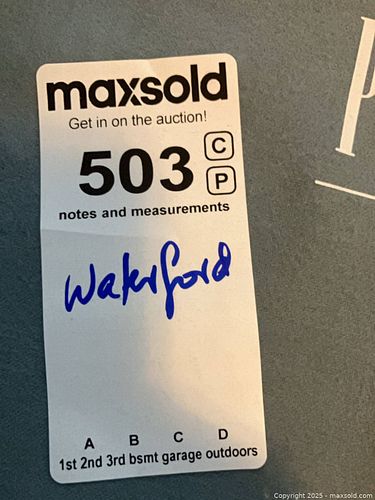 maxsold
Get in on the auction!
503 C
P
notes and measurements
Waterford
A B C D
1st 2nd 3rd bsmt garage outdoors
Copyright 2025 - maxsold.com